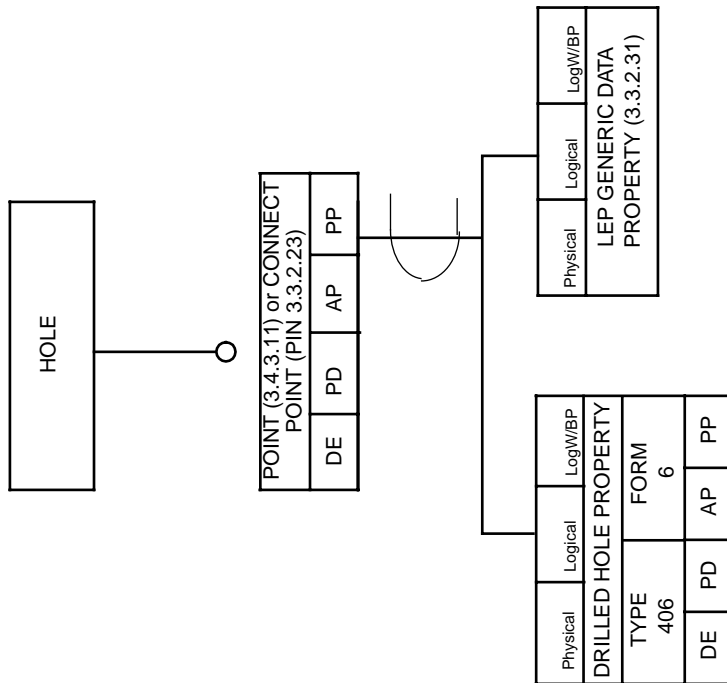 HOLE
POINT (3.4.3.11) or CONNECT
POINT (PIN 3.3.2.23)
DE PD AP PP
Physical Logical LogW/BP
DRILLED HOLE PROPERTY
TYPE FORM
406 6
DE PD AP PP
Physical Logical LogW/BP
LEP GENERIC DATA
PROPERTY (3.3.2.31)